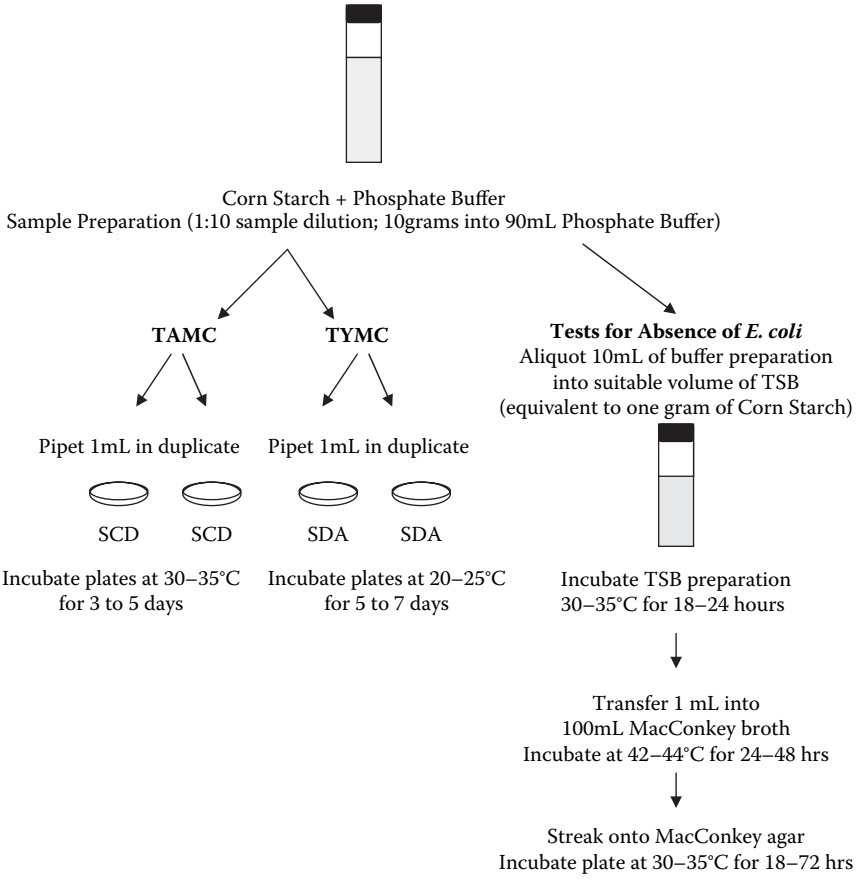 Corn Starch + Phosphate Buffer
Sample Preparation (1:10 sample dilution; 10grams into 90mL Phosphate Buffer)
TAMC
Pipet 1mL in duplicate
SCD
SCD
Incubate plates at 30–35°C
for 3 to 5 days
TYMC
Pipet 1mL in duplicate
SDA
SDA
Incubate plates at 20–25°C
for 5 to 7 days
Tests for Absence of E. coli
Aliquot 10mL of buffer preparation
into suitable volume of TSB
(equivalent to one gram of Corn Starch)
Incubate TSB preparation
30–35°C for 18–24 hours
Transfer 1 mL into
100mL MacConkey broth
Incubate at 42–44°C for 24–48 hrs
Streak onto MacConkey agar
Incubate plate at 30–35°C for 18–72 hrs